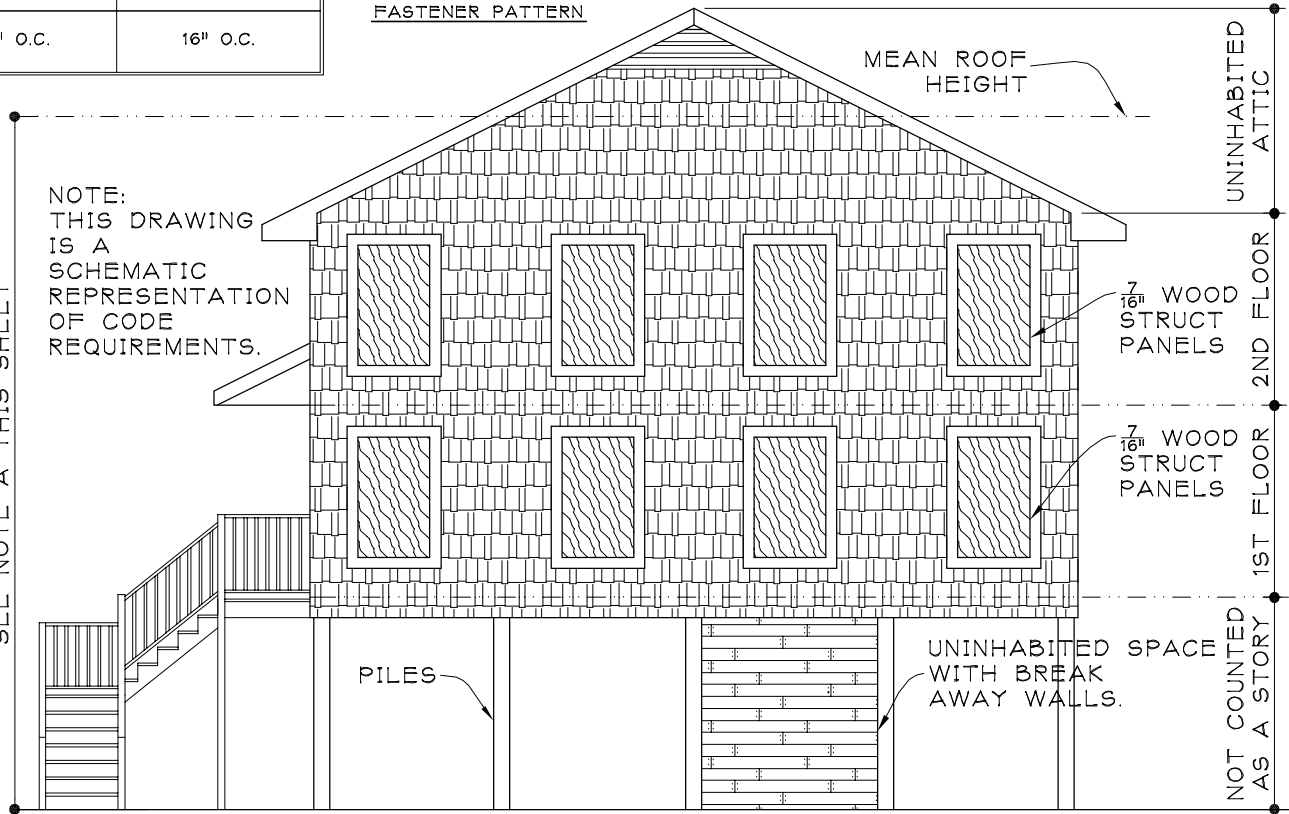 FASTENER PATTERN
" O.C.
16" O.C.
MEAN ROOF
HEIGHT
UNINHABITED
ATTIC
NOTE:
THIS DRAWING
IS A
SCHEMATIC
REPRESENTATION
OF CODE
REQUIREMENTS.
SEE NOTE A THIS SHEET
2ND FLOOR
7/16" WOOD
STRUCT
PANELS
1ST FLOOR
7/16" WOOD
STRUCT
PANELS
PILES
UNINHABITED SPACE
WITH BREAK
AWAY WALLS.
NOT COUNTED
AS A STORY